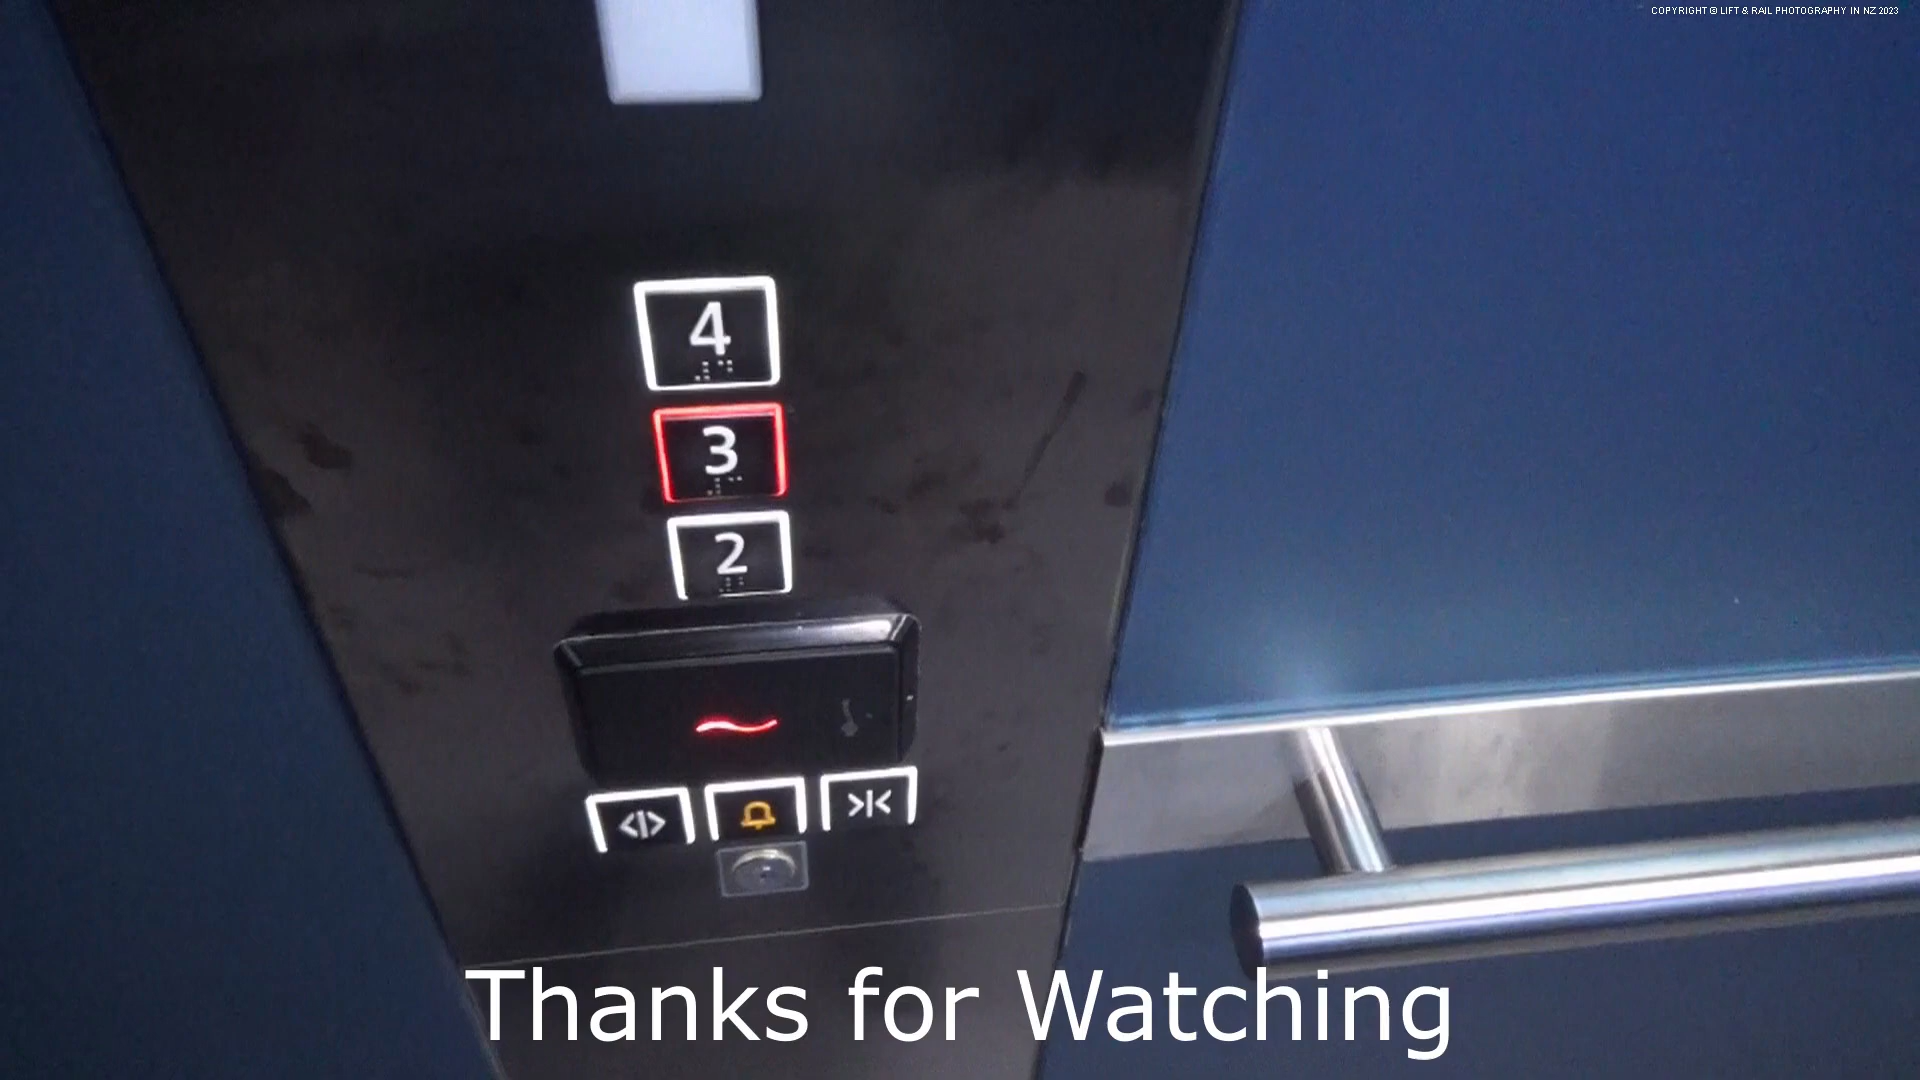 COPYRIGHT © LIFT & RAIL PHOTOGRAPHY IN NZ 2023
4
3
2
<|>
>|<
Thanks for Watching